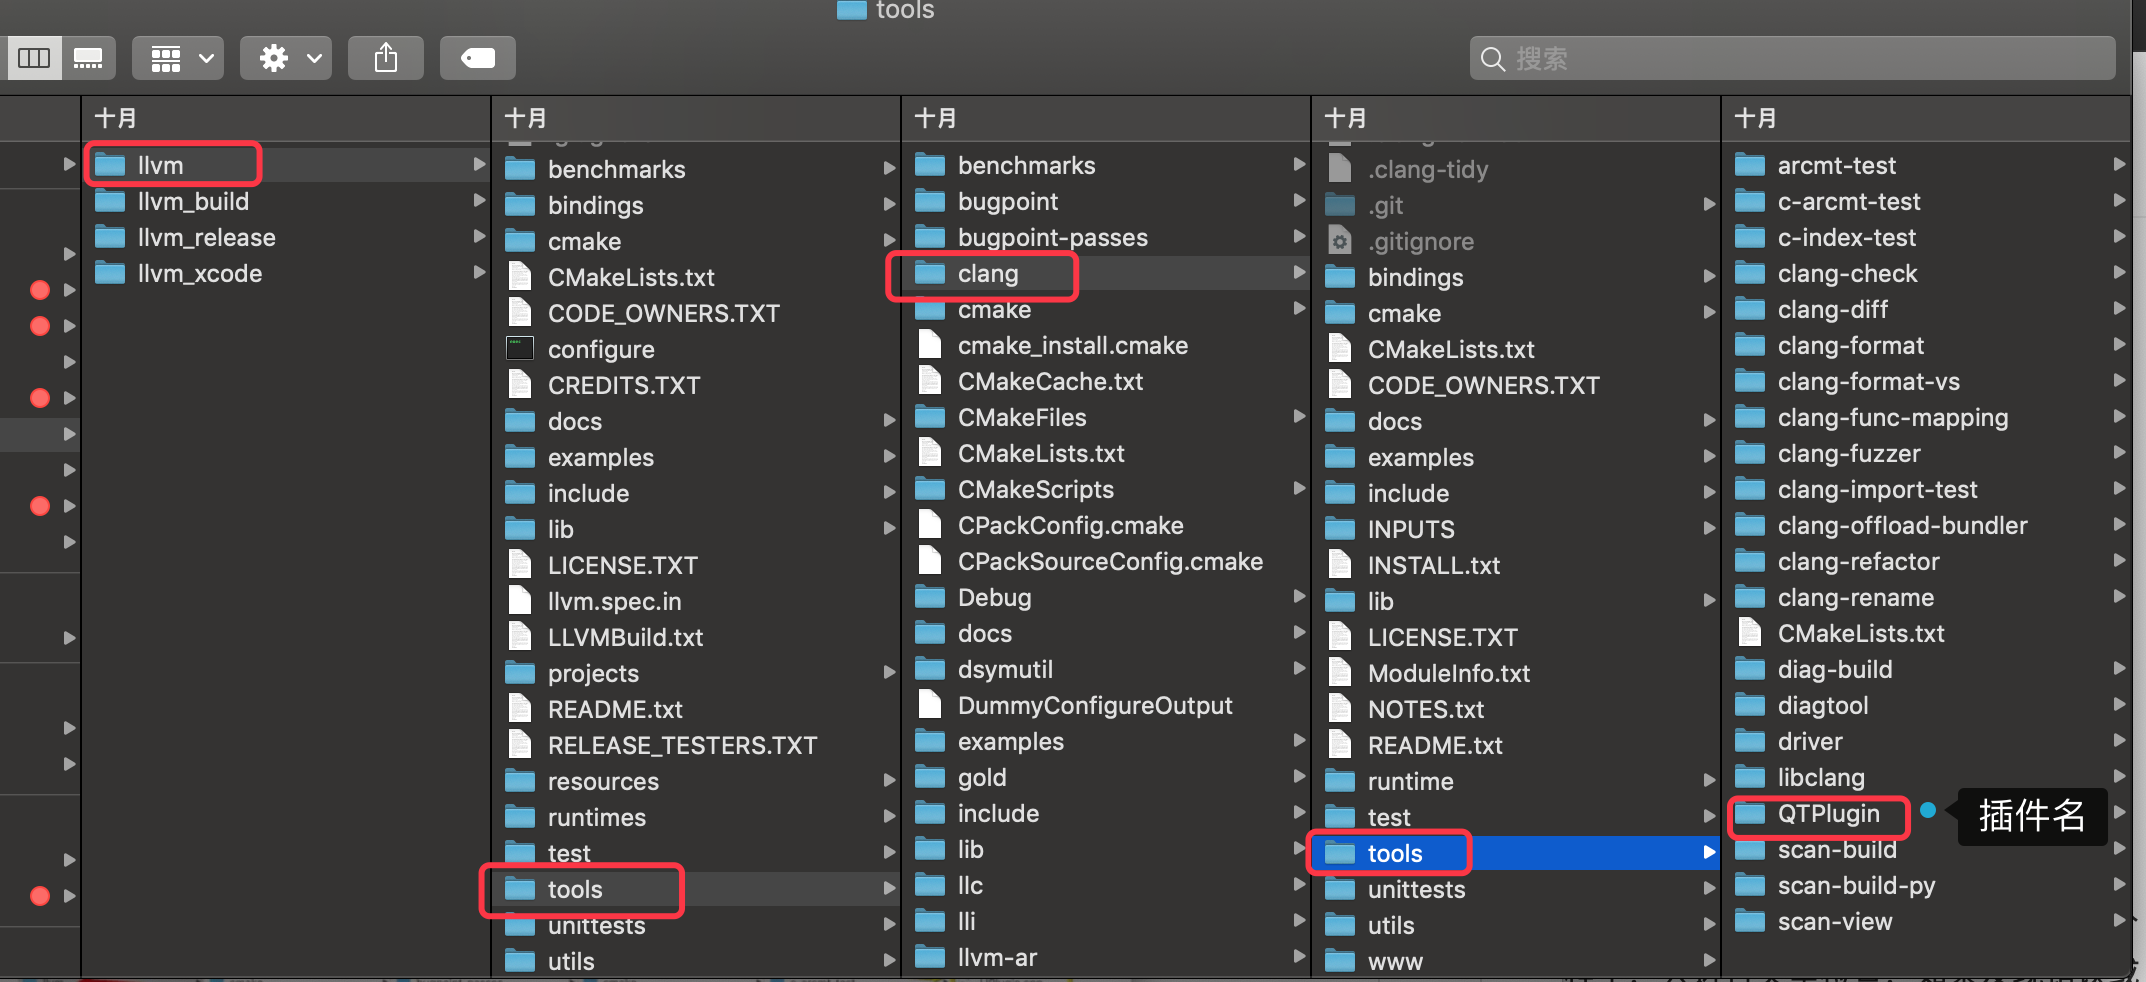 tools
搜索
十月
llvm
llvm_build
llvm_release
llvm_xcode
十月
benchmarks
bindings
cmake
CMakeLists.txt
CODE_OWNERS.TXT
configure
CREDITS.TXT
docs
examples
include
lib
LICENSE.TXT
llvm.spec.in
LLVMBuild.txt
projects
README.txt
RELEASE_TESTERS.TXT
resources
runtimes
test
tools
unittests
utils
十月
benchmarks
bugpoint
bugpoint-passes
clang
cmake
cmake_install.cmake
CMakeCache.txt
CMakeFiles
CMakeLists.txt
CMakeScripts
CPackConfig.cmake
CPackSourceConfig.cmake
Debug
docs
dsymutil
DummyConfigureOutput
examples
gold
include
lib
llc
lli
llvm-ar
十月
.clang-tidy
.git
.gitignore
bindings
cmake
CMakeLists.txt
CODE_OWNERS.TXT
docs
examples
include
INPUTS
INSTALL.txt
lib
LICENSE.TXT
ModuleInfo.txt
NOTES.txt
README.txt
runtime
test
tools
unittests
utils
www
十月
arcmt-test
c-arcmt-test
c-index-test
clang-check
clang-diff
clang-format
clang-format-vs
clang-func-mapping
clang-fuzzer
clang-import-test
clang-offload-bundler
clang-refactor
clang-rename
CMakeLists.txt
diag-build
diagtool
driver
libclang
QTPlugin
插件名
scan-build
scan-build-py
scan-view